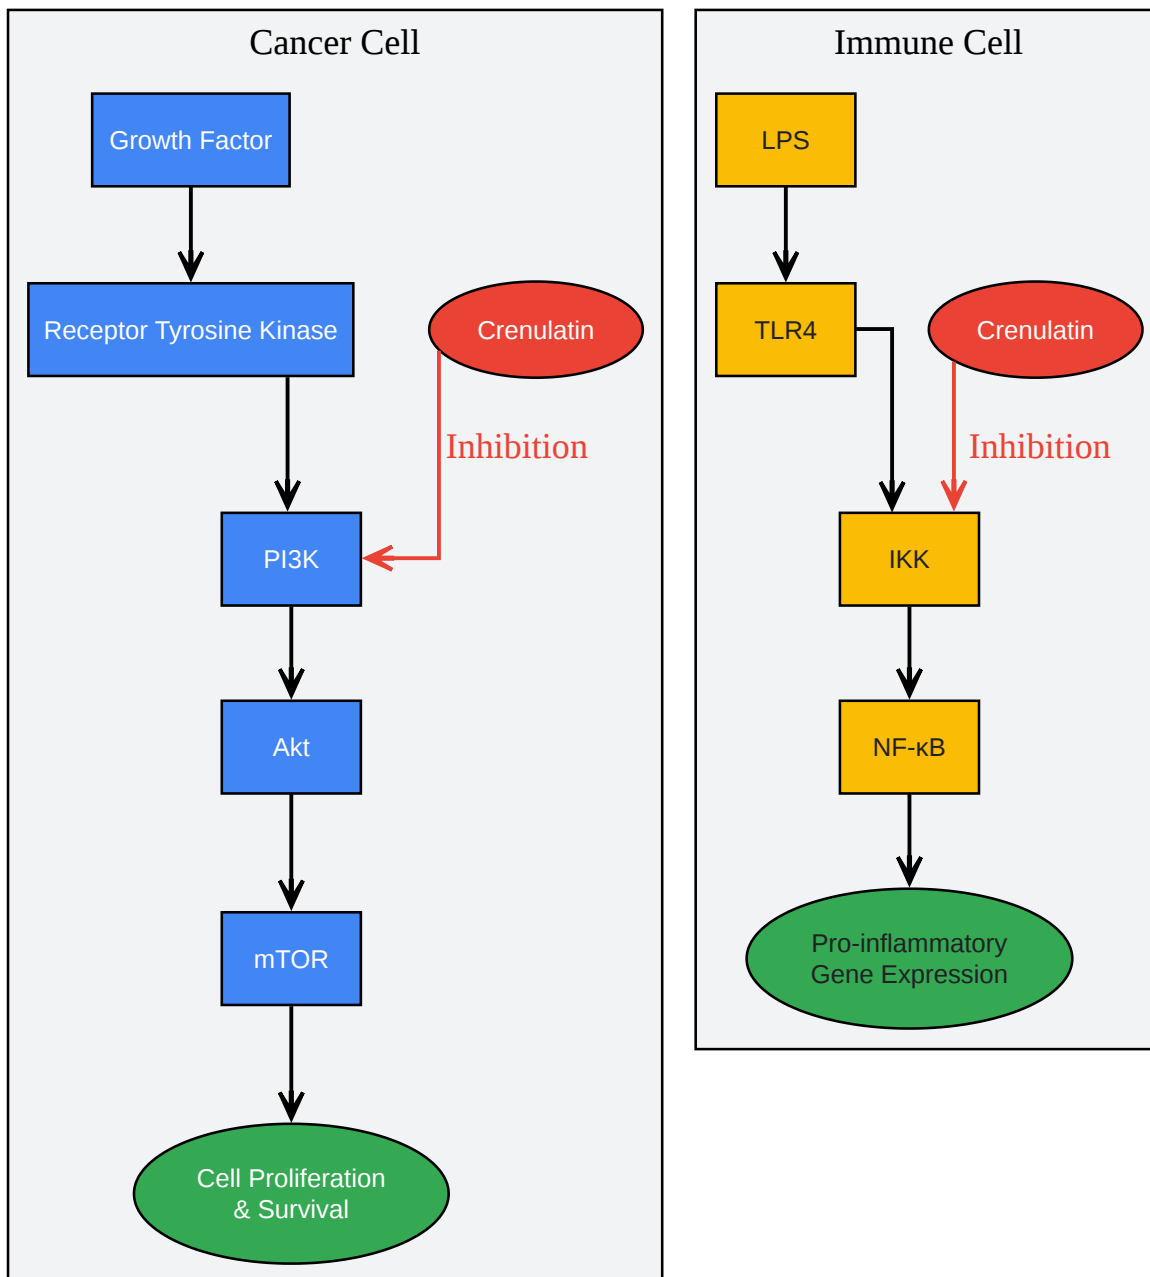 Cancer Cell
Growth Factor
Receptor Tyrosine Kinase
Crenulatin
Inhibition
PI3K
Akt
mTOR
Cell Proliferation
& Survival
Immune Cell
LPS
TLR4
Crenulatin
Inhibition
IKK
NF-κB
Pro-inflammatory
Gene Expression